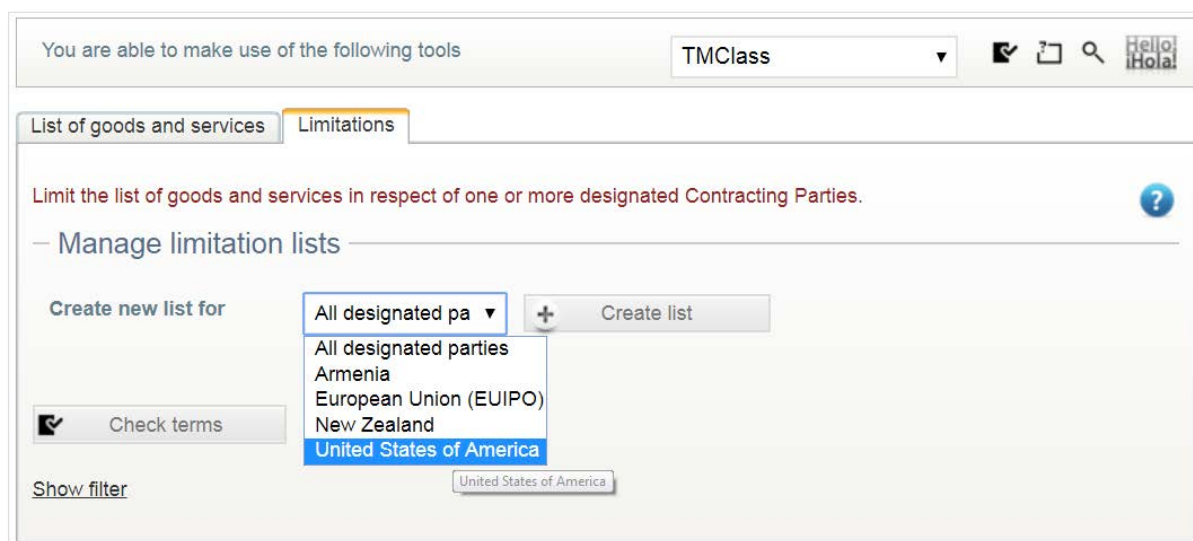 You are able to make use of the following tools
TMClass
Hello!
¡Hola!
List of goods and services
Limitations
Limit the list of goods and services in respect of one or more designated Contracting Parties.
?
Manage limitation lists
Create new list for
All designated pa
+ Create list
All designated parties
Armenia
European Union (EUIPO)
New Zealand
United States of America
Check terms
United States of America
Show filter